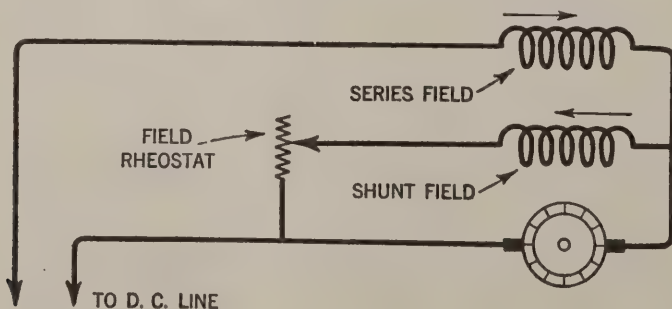 SERIES FIELD
FIELD
RHEOSTAT
SHUNT FIELD
TO D. C. LINE